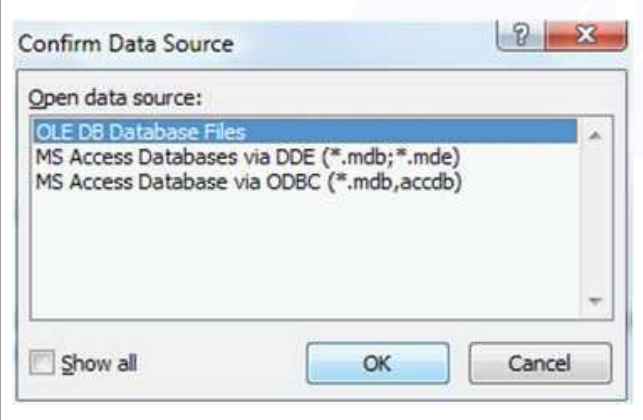 Confirm Data Source
?
Open data source:
OLE DB Database Files
MS Access Databases via DDE (*.mdb;*.mde)
MS Access Database via ODBC (*.mdb,accdb)
Show all
OK
Cancel